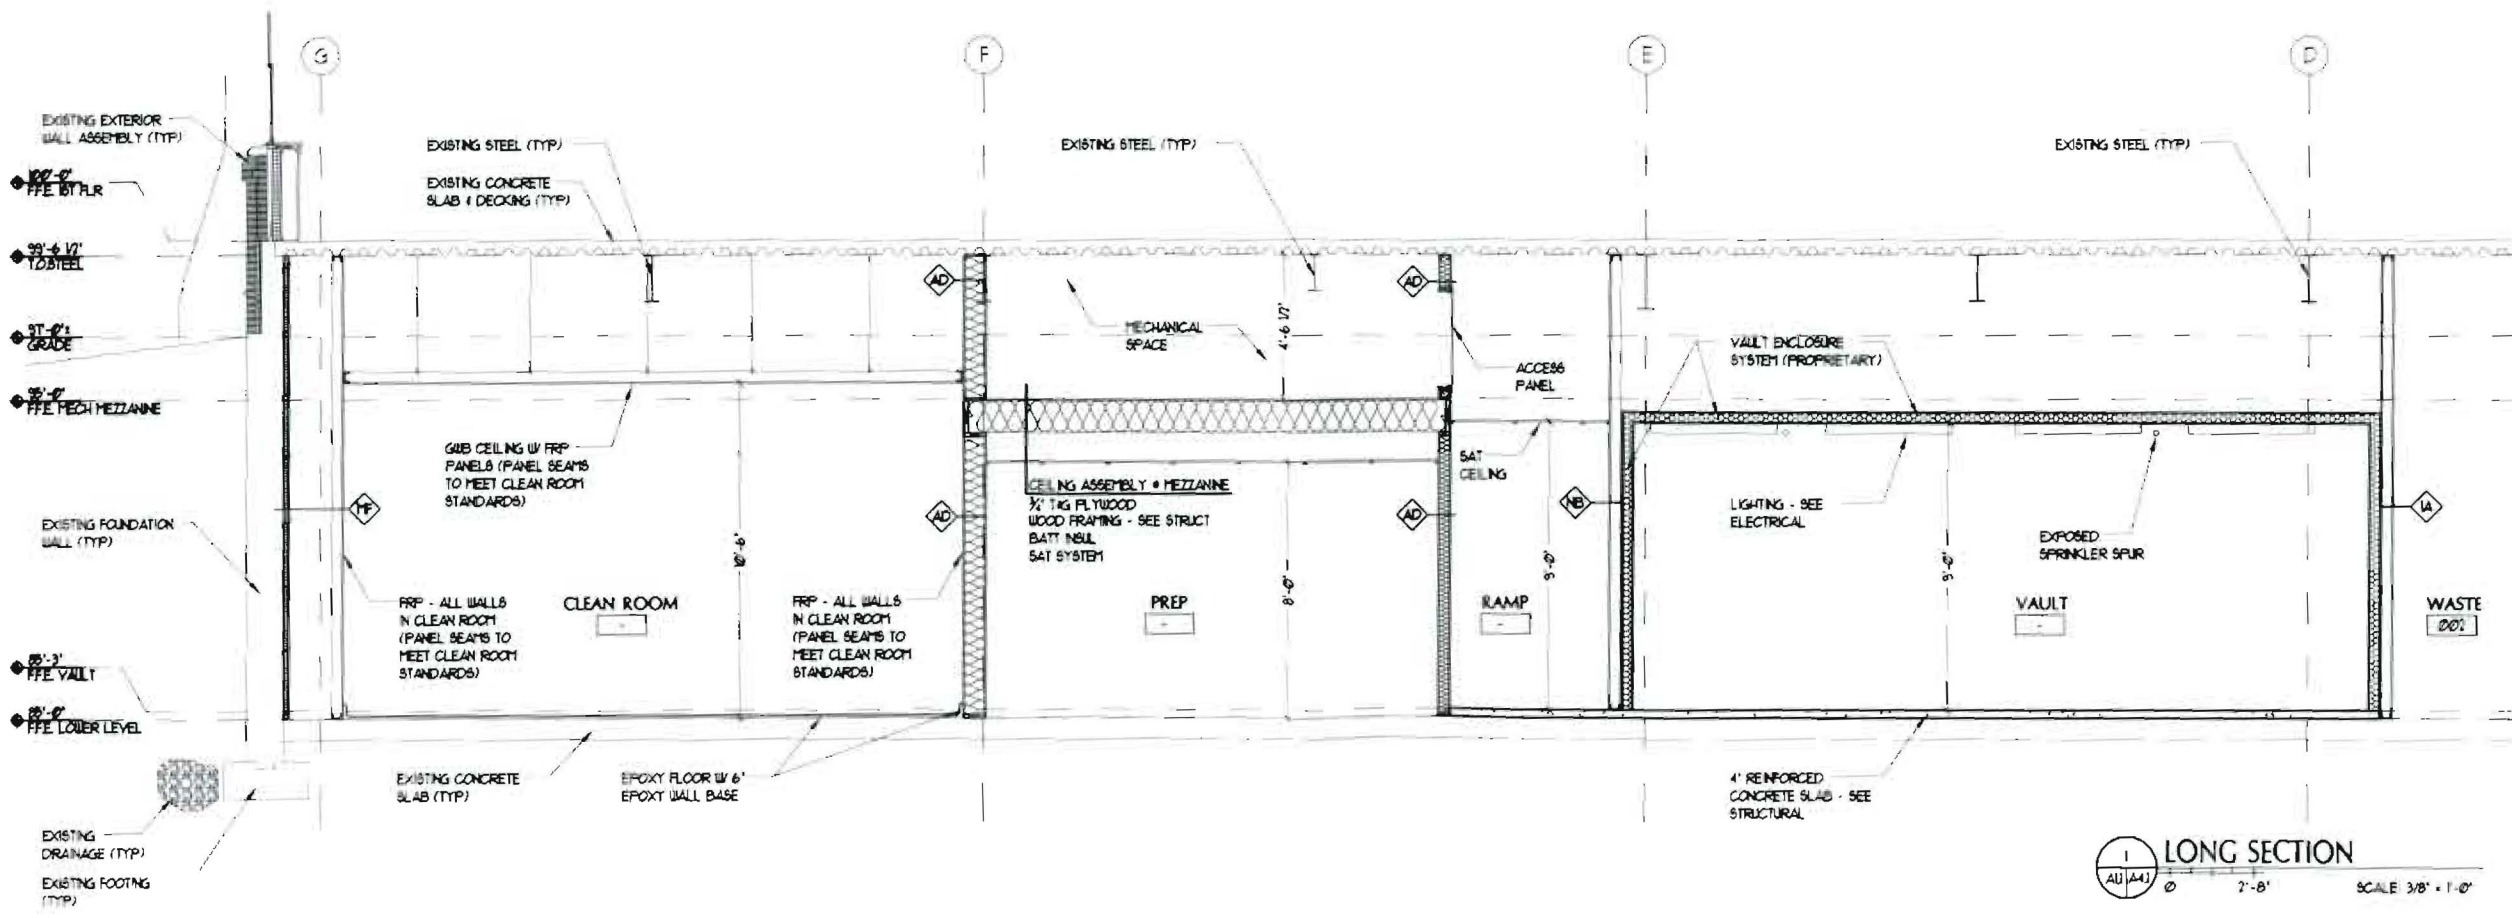 G
F
E
D
EXISTING EXTERIOR
WALL ASSEMBLY (TYP)
100'-0"
FFE 1ST FLR
99'-6 1/2"
TO STEEL
97'-0"±
GRADE
95'-0"
FFE MECH MEZZANINE
EXISTING FOUNDATION
WALL (TYP)
FFE VAULT
FFE LOWER LEVEL
EXISTING
DRAINAGE (TYP)
EXISTING FOOTING
(TYP)
EXISTING STEEL (TYP)
EXISTING CONCRETE
SLAB & DECKING (TYP)
GWB CEILING W/ FRP
PANELS (PANEL SEAMS
TO MEET CLEAN ROOM
STANDARDS)
MF
FRP - ALL WALLS
IN CLEAN ROOM
(PANEL SEAMS TO
MEET CLEAN ROOM
STANDARDS)
CLEAN ROOM
-
10'-6"
FRP - ALL WALLS
IN CLEAN ROOM
(PANEL SEAMS TO
MEET CLEAN ROOM
STANDARDS)
EXISTING CONCRETE
SLAB (TYP)
EPOXY FLOOR W/ 6"
EPOXY WALL BASE
AD
AD
EXISTING STEEL (TYP)
MECHANICAL
SPACE
4'-6 1/2"
CEILING ASSEMBLY @ MEZZANINE
3/4" T&G PLYWOOD
WOOD FRAMING - SEE STRUCT
BATT INSUL
SAT SYSTEM
PREP
-
8'-0"
AD
AD
ACCESS
PANEL
SAT
CEILING
RAMP
-
9'-0"
NB
EXISTING STEEL (TYP)
VAULT ENCLOSURE
SYSTEM (PROPRIETARY)
LIGHTING - SEE
ELECTRICAL
EXPOSED
SPRINKLER SPUR
9'-0"
VAULT
-
IA
WASTE
4" REINFORCED
CONCRETE SLAB - SEE
STRUCTURAL
1
LONG SECTION
0 2'-8"
SCALE: 3/8" = 1'-0"